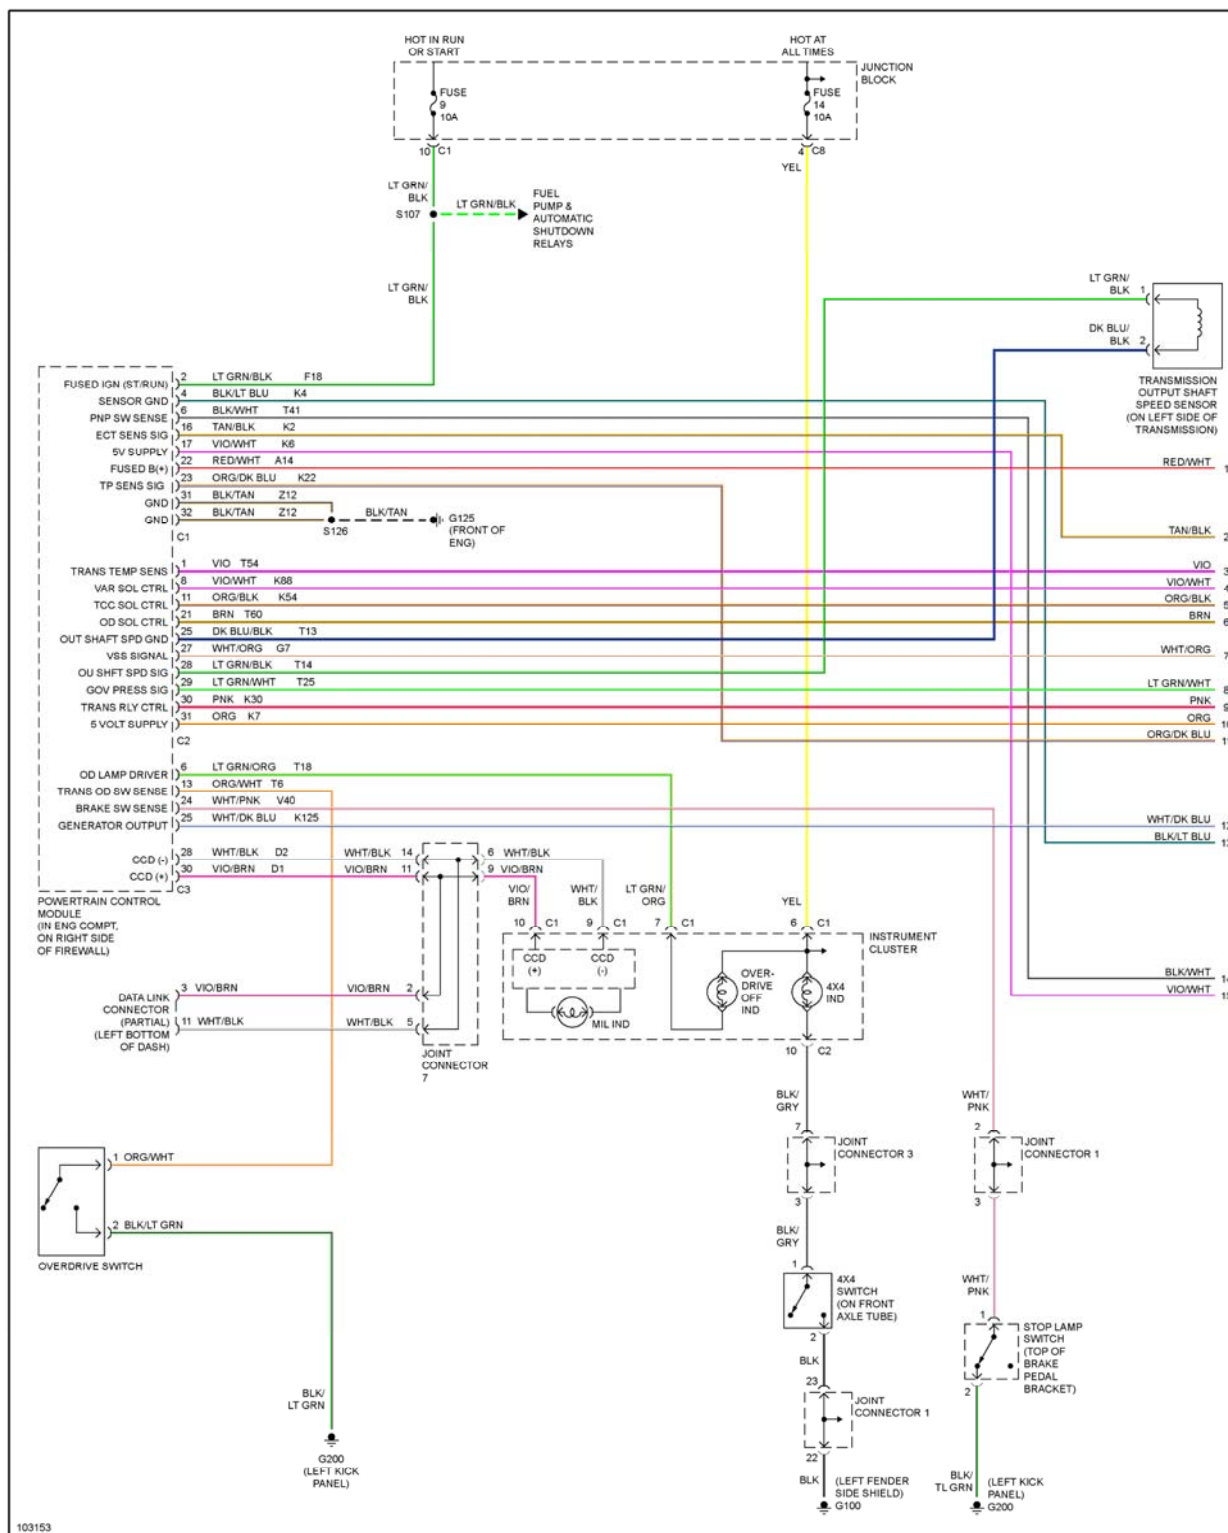 HOT IN RUN
OR START
HOT AT
ALL TIMES
JUNCTION
BLOCK
FUSE
9
10A
FUSE
14
10A
10 C1
4 C8
YEL
LT GRN/
BLK
S107
LT GRN/BLK
FUEL
PUMP &
AUTOMATIC
SHUTDOWN
RELAYS
LT GRN/
BLK
LT GRN/
BLK 1
DK BLU/
BLK 2
TRANSMISSION
OUTPUT SHAFT
SPEED SENSOR
(ON LEFT SIDE OF
TRANSMISSION)
FUSED IGN (ST/RUN) 2 LT GRN/BLK F18
SENSOR GND 4 BLK/LT BLU K4
PNP SW SENSE 6 BLK/WHT T41
ECT SENS SIG 16 TAN/BLK K2
5V SUPPLY 17 VIO/WHT K6
FUSED B(+) 22 RED/WHT A14 RED/WHT 1
TP SENS SIG 23 ORG/DK BLU K22
GND 31 BLK/TAN Z12
GND 32 BLK/TAN Z12
S126
BLK/TAN
G125
(FRONT OF
ENG)
C1
TAN/BLK 2
TRANS TEMP SENS 1 VIO T54 VIO 3
VAR SOL CTRL 8 VIO/WHT K88 VIO/WHT 4
TCC SOL CTRL 11 ORG/BLK K54 ORG/BLK 5
OD SOL CTRL 21 BRN T60 BRN 6
OUT SHAFT SPD GND 25 DK BLU/BLK T13
VSS SIGNAL 27 WHT/ORG G7 WHT/ORG 7
OU SHFT SPD SIG 28 LT GRN/BLK T14
GOV PRESS SIG 29 LT GRN/WHT T25 LT GRN/WHT 8
TRANS RLY CTRL 30 PNK K30 PNK 9
5 VOLT SUPPLY 31 ORG K7 ORG
C2
ORG/DK BLU
OD LAMP DRIVER 6 LT GRN/ORG T18
TRANS OD SW SENSE 13 ORG/WHT T6
BRAKE SW SENSE 24 WHT/PNK V40
GENERATOR OUTPUT 25 WHT/DK BLU K125 WHT/DK BLU
BLK/LT BLU
CCD (-) 28 WHT/BLK D2 WHT/BLK 14 6 WHT/BLK
CCD (+) 30 VIO/BRN D1 VIO/BRN 11 9 VIO/BRN
C3
POWERTRAIN CONTROL
MODULE
(IN ENG COMPT,
ON RIGHT SIDE
OF FIREWALL)
VIO/
BRN
WHT/
BLK
LT GRN/
ORG
YEL
10 C1
9 C1
7 C1
6 C1
INSTRUMENT
CLUSTER
CCD
(+)
CCD
(-)
MIL IND
OVER-
DRIVE
OFF
IND
4X4
IND
10 C2
BLK/WHT
VIO/WHT
DATA LINK
CONNECTOR
(PARTIAL)
(LEFT BOTTOM
OF DASH)
3 VIO/BRN VIO/BRN 2
11 WHT/BLK WHT/BLK 5
JOINT
CONNECTOR
7
BLK/
GRY
7
JOINT
CONNECTOR 3
3
BLK/
GRY
1
4X4
SWITCH
(ON FRONT
AXLE TUBE)
2
BLK
23
JOINT
CONNECTOR 1
22
BLK
(LEFT FENDER
SIDE SHIELD)
G100
WHT/
PNK
2
JOINT
CONNECTOR 1
3
WHT/
PNK
1
STOP LAMP
SWITCH
(TOP OF
BRAKE
PEDAL
BRACKET)
2
BLK/
TL GRN
(LEFT KICK
PANEL)
G200
1 ORG/WHT
2 BLK/LT GRN
OVERDRIVE SWITCH
BLK/
LT GRN
G200
(LEFT KICK
PANEL)
103153